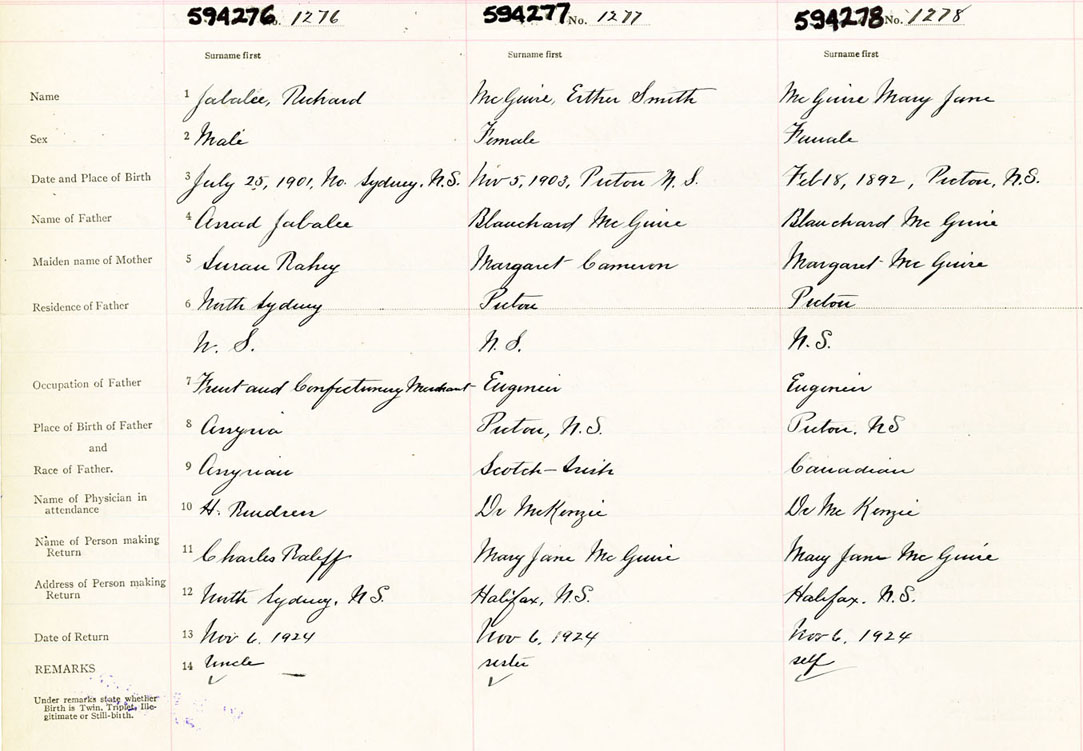 594276 No. 1276 594277 No. 1277 594278 No. 1278
Surname first Surname first Surname first
Name 1 Jabalee, Richard McGuire, Esther Smith McGuire Mary Jane
Sex 2 Male Female Female
Date and Place of Birth 3 July 25, 1901, No. Sydney, N.S. Nov 5, 1903, Pictou N.S. Feb 18, 1892, Pictou, N.S.
Name of Father 4 Assad Jabalee Blanchard McGuire Blanchard McGuire
Maiden name of Mother 5 Susan Rahey Margaret Cameron Margaret McGuire
Residence of Father 6 North Sydney Pictou Pictou
N. S. N. S. N.S.
Occupation of Father 7 Fruit and Confectionery Merchant Engineer Engineer
Place of Birth of Father 8 Assyria Pictou, N.S. Pictou, NS
and
Race of Father. 9 Assyrian Scotch-Irish Canadian
Name of Physician in
attendance 10 H. Dr McKenzie Dr McKenzie
Name of Person making
Return 11 Charles Mary Jane McGuire Mary Jane McGuire
Address of Person making
Return 12 North Sydney, N.S. Halifax, N.S. Halifax, N.S.
Date of Return 13 Nov 6, 1924 Nov 6, 1924 Nov 6, 1924
REMARKS 14 Uncle sister self
Under remarks state whether
Birth is Twin, Triplet, Ille-
gitimate or Still-birth.